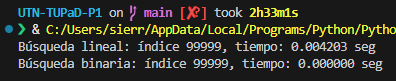 UTN-TUPaD-P1 on main [✘?] took 2h33m1s
❯ & C:/Users/sierr/AppData/Local/Programs/Python/Pytho
Búsqueda lineal: índice 99999, tiempo: 0.004203 seg
Búsqueda binaria: índice 99999, tiempo: 0.000000 seg